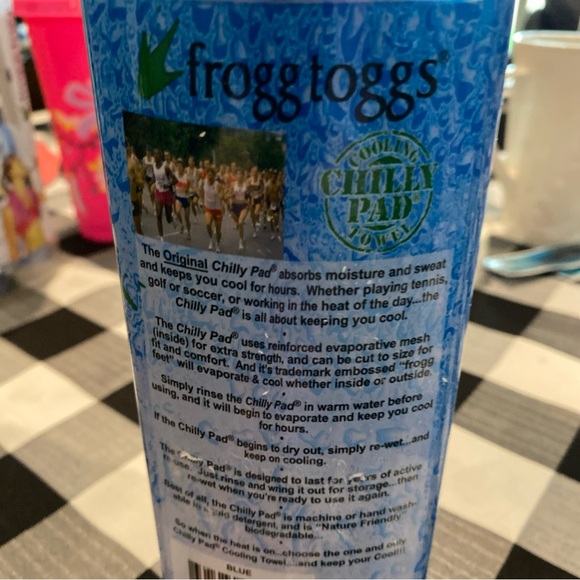 frogg toggs®
COOLING
CHILLY
PAD®
TOWEL
The Original Chilly Pad® absorbs moisture and sweat
and keeps you cool for hours. Whether playing tennis,
golf or soccer, or working in the heat of the day...the
Chilly Pad® is all about keeping you cool.
The Chilly Pad® uses reinforced evaporative mesh
(inside) for extra strength, and can be cut to size for
fit and comfort. And it's trademark embossed "frogg
feet" will evaporate & cool whether inside or outside.
Simply rinse the Chilly Pad® in warm water before
using, and it will begin to evaporate and keep you cool
for hours.
If the Chilly Pad® begins to dry out, simply re-wet...and
keep on cooling.
The Chilly Pad® is designed to last for years of active
use. Just rinse and wring it out for storage...then
re-wet when you're ready to use it again.
Best of all, the Chilly Pad® is machine or hand wash-
able in mild detergent, and is "Nature Friendly"
biodegradable...
So when the heat is on...choose the one and only
Chilly Pad® Cooling Towel....and keep your Cool!!
BLUE